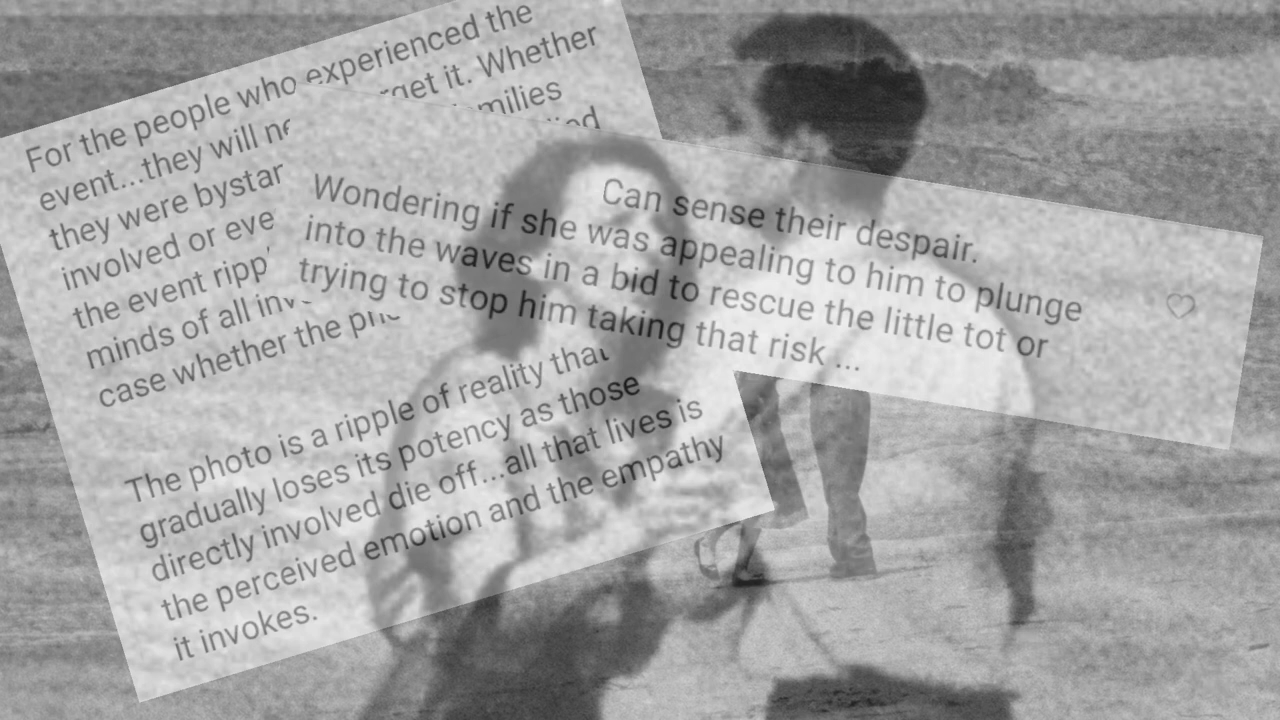 For the people who experienced the
event...they will
get it. Whether
they were
milies
involved or
the event
minds of all
case whether the
The photo is a ripple of reality that
gradually loses its potency as those
directly involved die off...all that lives is
the perceived emotion and the empathy
it invokes.
Can sense their despair.
Wondering if she was appealing to him to plunge
into the waves in a bid to rescue the little tot or
trying to stop him taking that risk ...